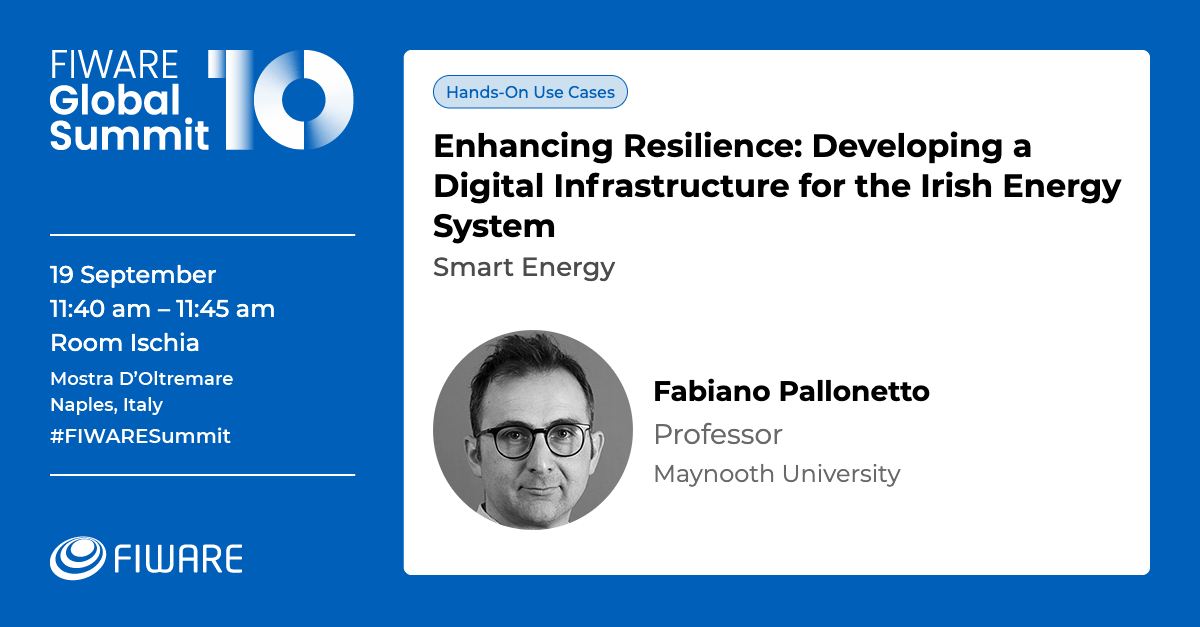 FIWARE
Global
Summit
10
19 September
11:40 am – 11:45 am
Room Ischia
Mostra D’Oltremare
Naples, Italy
#FIWARESummit
FIWARE
Hands-On Use Cases
Enhancing Resilience: Developing a
Digital Infrastructure for the Irish Energy
System
Smart Energy
Fabiano Pallonetto
Professor
Maynooth University